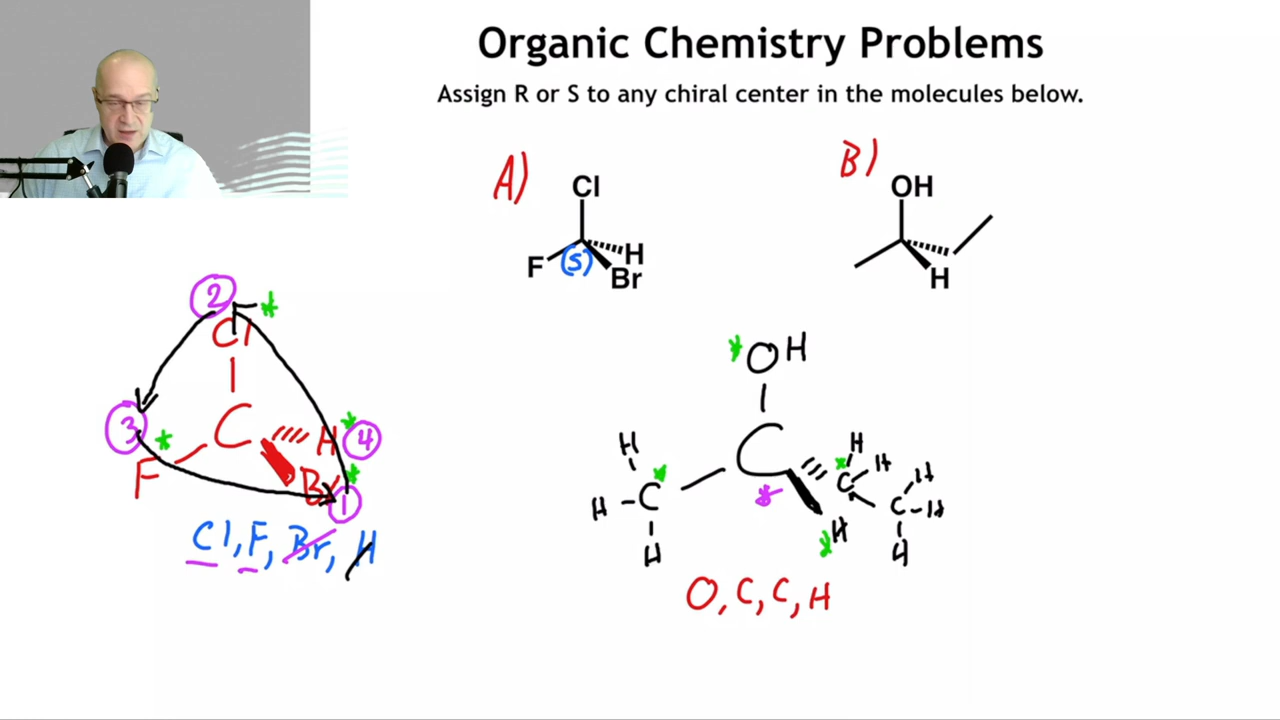 Organic Chemistry Problems
Assign R or S to any chiral center in the molecules below.
A)
Cl
F
(S)
H
Br
B)
OH
H
2
*
Cl
3
*
F
C
H
*
4
Br
*
1
Cl, F, Br, H
* OH
H
H - C *
H
C
*
* C
H
H
C - H
H
H
* H
O, C, C, H